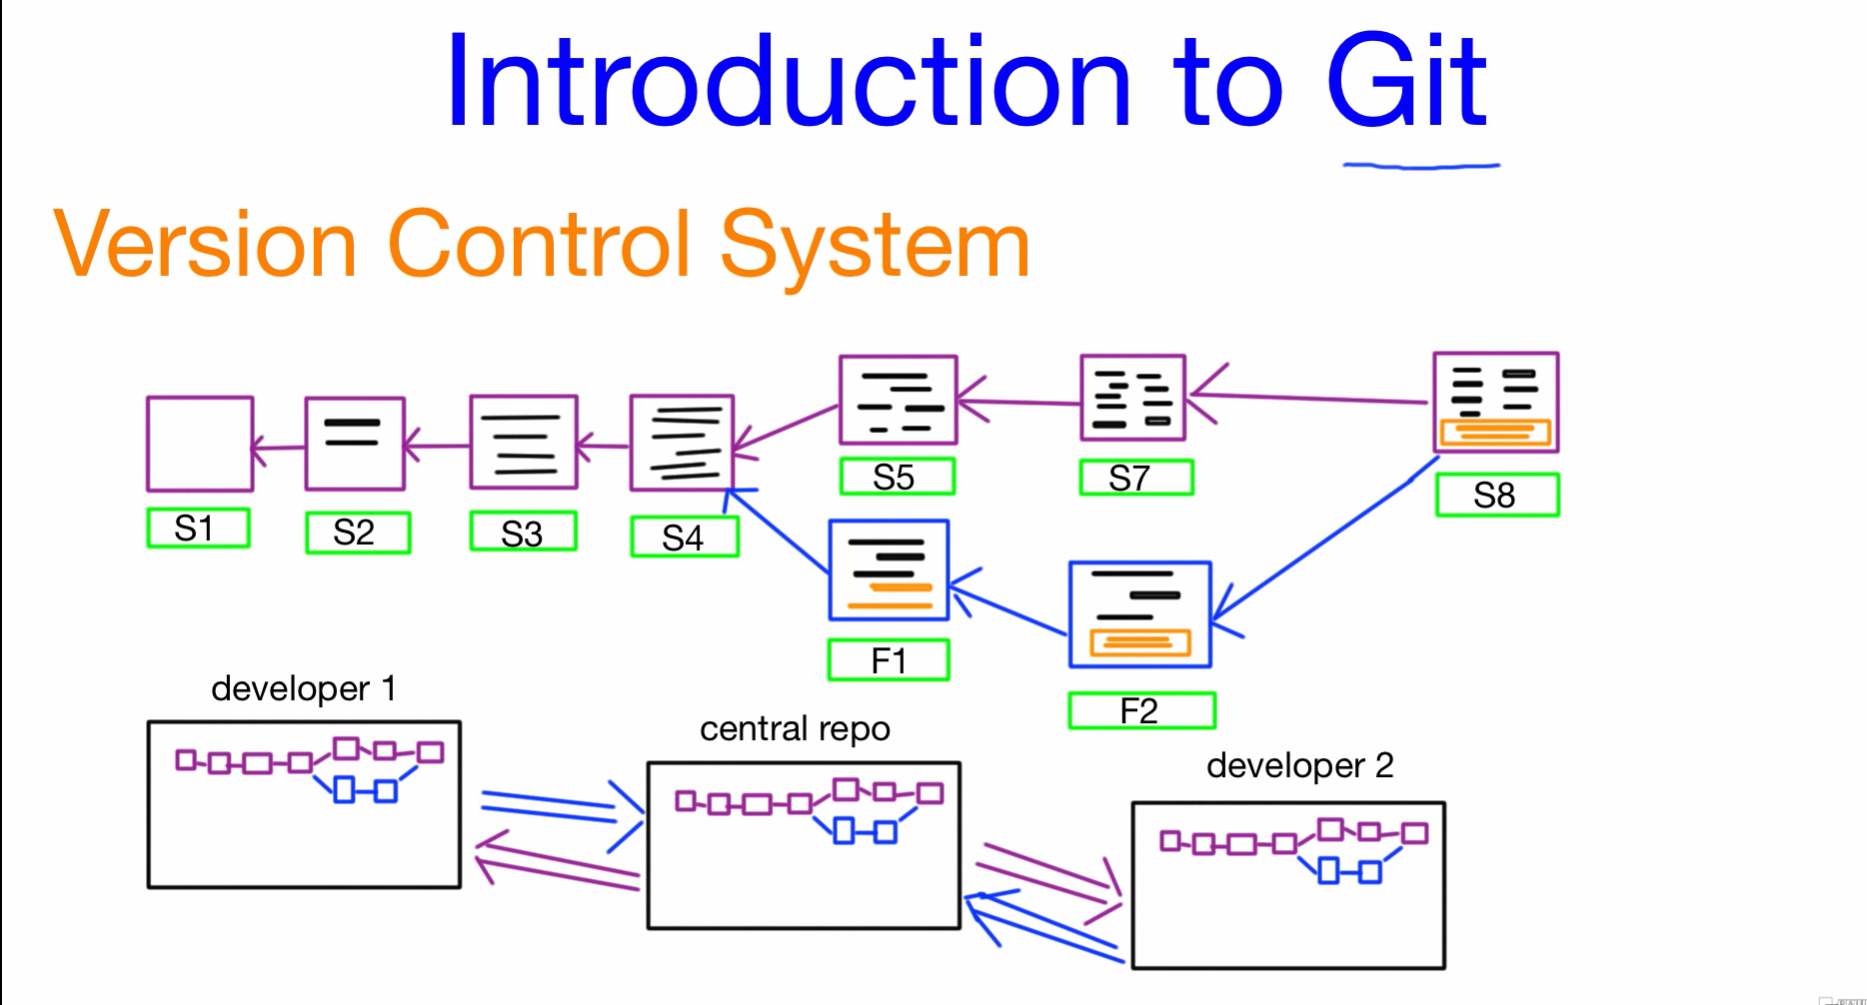 Introduction to Git
Version Control System
S1
S2
S3
S4
S5
S7
S8
F1
F2
developer 1
central repo
developer 2